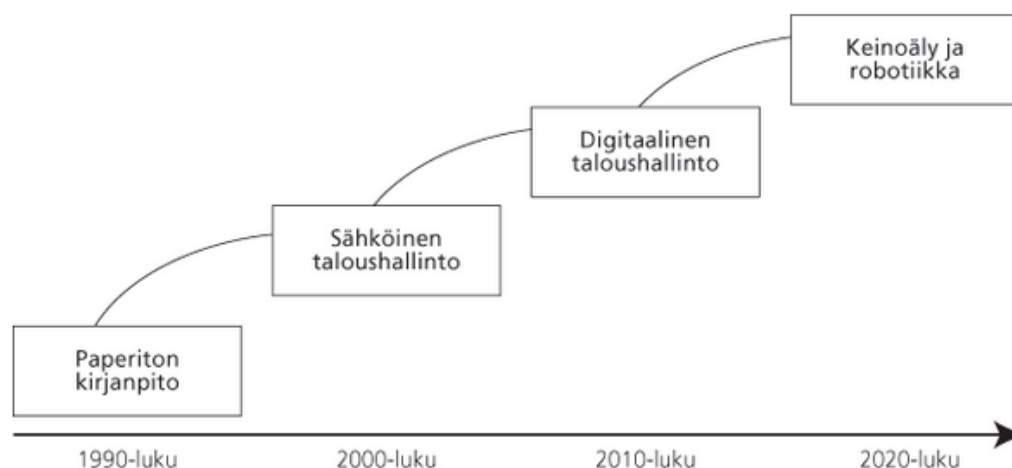 Keinoäly ja
robotiikka
Digitaalinen
taloushallinto
Sähköinen
taloushallinto
Paperiton
kirjanpito
1990-luku 2000-luku 2010-luku 2020-luku